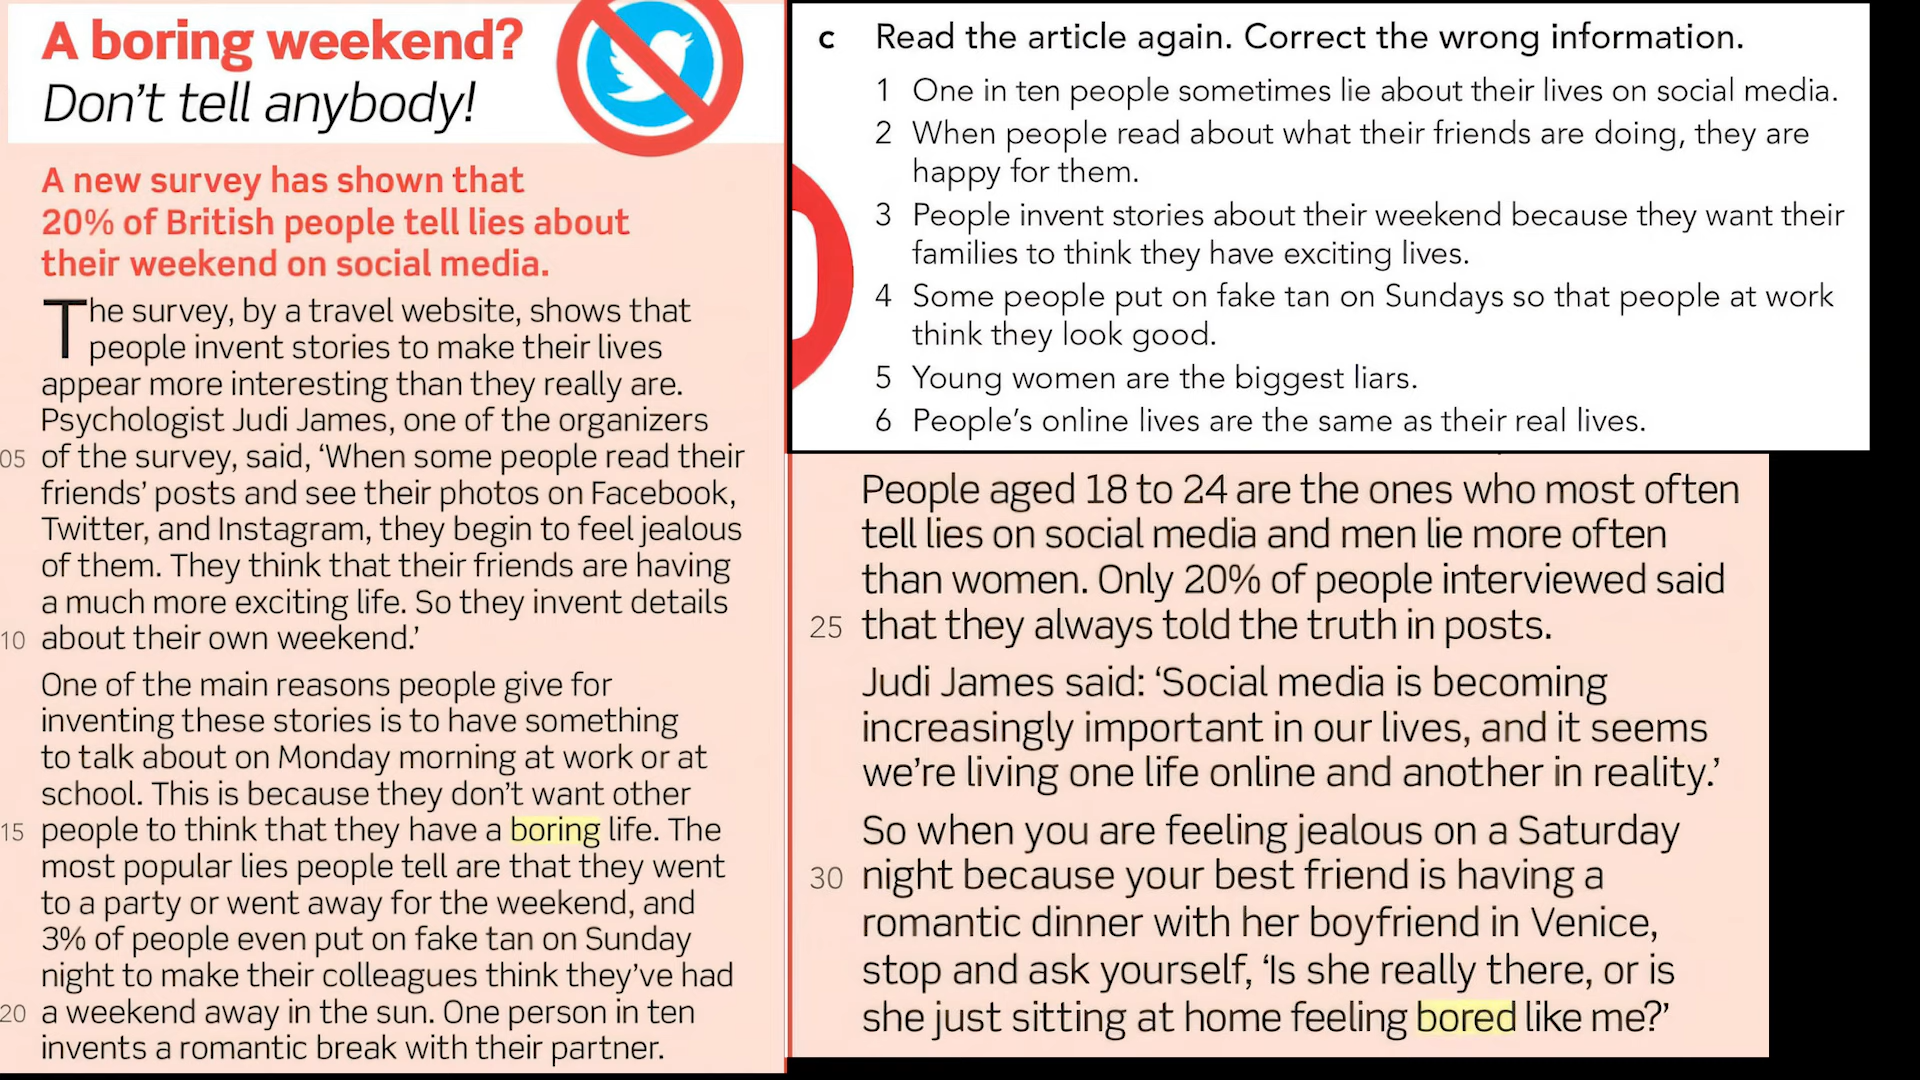 A boring weekend?
Don't tell anybody!
A new survey has shown that
20% of British people tell lies about
their weekend on social media.
The survey, by a travel website, shows that
people invent stories to make their lives
appear more interesting than they really are.
Psychologist Judi James, one of the organizers
05 of the survey, said, ‘When some people read their
friends’ posts and see their photos on Facebook,
Twitter, and Instagram, they begin to feel jealous
of them. They think that their friends are having
a much more exciting life. So they invent details
10 about their own weekend.’
One of the main reasons people give for
inventing these stories is to have something
to talk about on Monday morning at work or at
school. This is because they don’t want other
15 people to think that they have a boring life. The
most popular lies people tell are that they went
to a party or went away for the weekend, and
3% of people even put on fake tan on Sunday
night to make their colleagues think they’ve had
20 a weekend away in the sun. One person in ten
invents a romantic break with their partner.
c Read the article again. Correct the wrong information.
1 One in ten people sometimes lie about their lives on social media.
2 When people read about what their friends are doing, they are
happy for them.
3 People invent stories about their weekend because they want their
families to think they have exciting lives.
4 Some people put on fake tan on Sundays so that people at work
think they look good.
5 Young women are the biggest liars.
6 People’s online lives are the same as their real lives.
People aged 18 to 24 are the ones who most often
tell lies on social media and men lie more often
than women. Only 20% of people interviewed said
25 that they always told the truth in posts.
Judi James said: ‘Social media is becoming
increasingly important in our lives, and it seems
we’re living one life online and another in reality.’
So when you are feeling jealous on a Saturday
30 night because your best friend is having a
romantic dinner with her boyfriend in Venice,
stop and ask yourself, ‘Is she really there, or is
she just sitting at home feeling bored like me?’